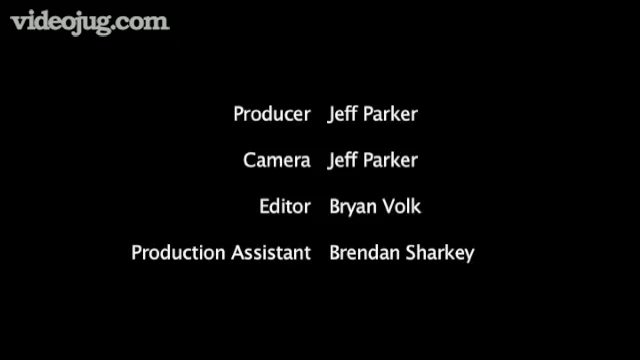 videojug.com
Producer Jeff Parker
Camera Jeff Parker
Editor Bryan Volk
Production Assistant Brendan Sharkey